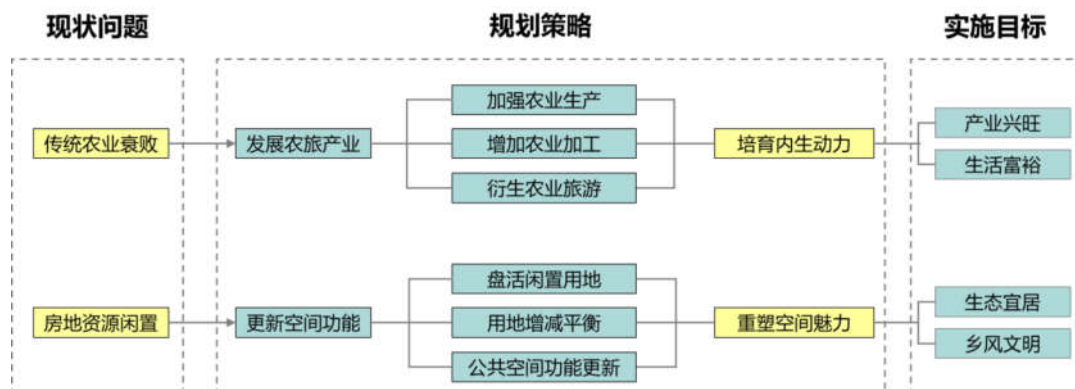 现状问题
规划策略
实施目标
传统农业衰败
发展农旅产业
加强农业生产
增加农业加工
衍生农业旅游
培育内生动力
产业兴旺
生活富裕
房地资源闲置
更新空间功能
盘活闲置用地
用地增减平衡
公共空间功能更新
重塑空间魅力
生态宜居
乡风文明